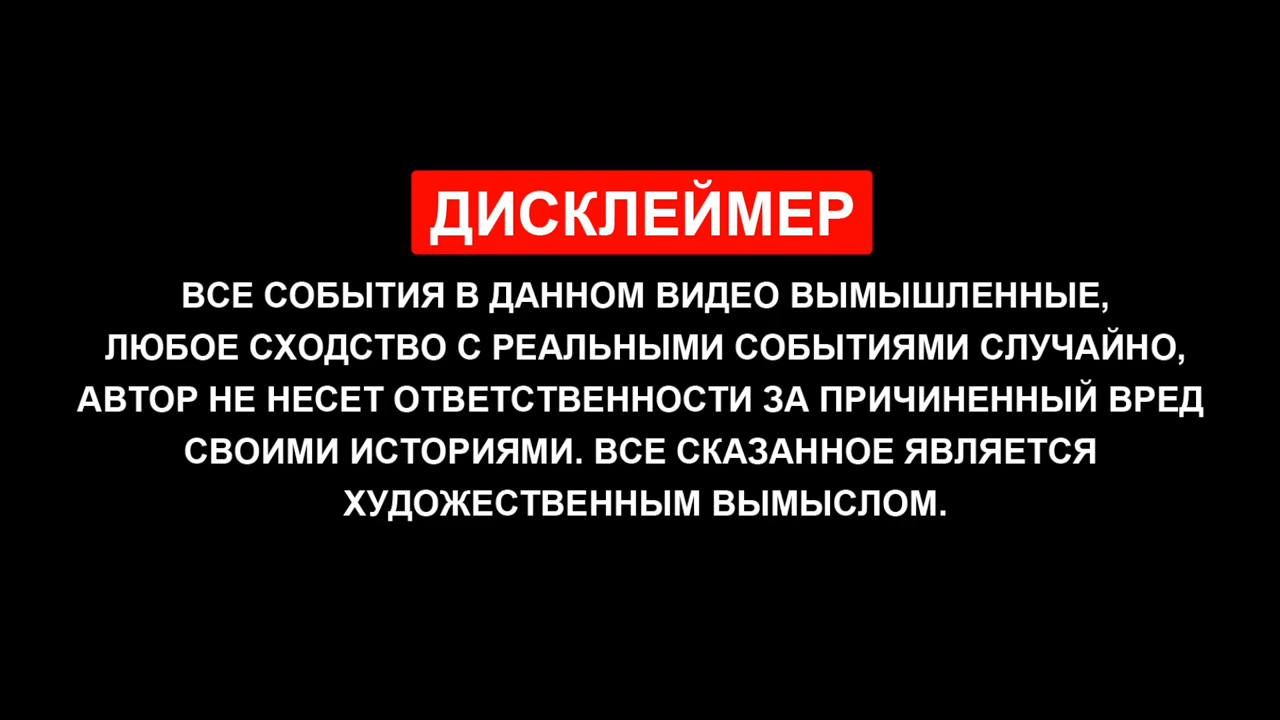 ДИСКЛЕЙМЕР
ВСЕ СОБЫТИЯ В ДАННОМ ВИДЕО ВЫМЫШЛЕННЫЕ,
ЛЮБОЕ СХОДСТВО С РЕАЛЬНЫМИ СОБЫТИЯМИ СЛУЧАЙНО,
АВТОР НЕ НЕСЕТ ОТВЕТСТВЕННОСТИ ЗА ПРИЧИНЕННЫЙ ВРЕД
СВОИМИ ИСТОРИЯМИ. ВСЕ СКАЗАННОЕ ЯВЛЯЕТСЯ
ХУДОЖЕСТВЕННЫМ ВЫМЫСЛОМ.